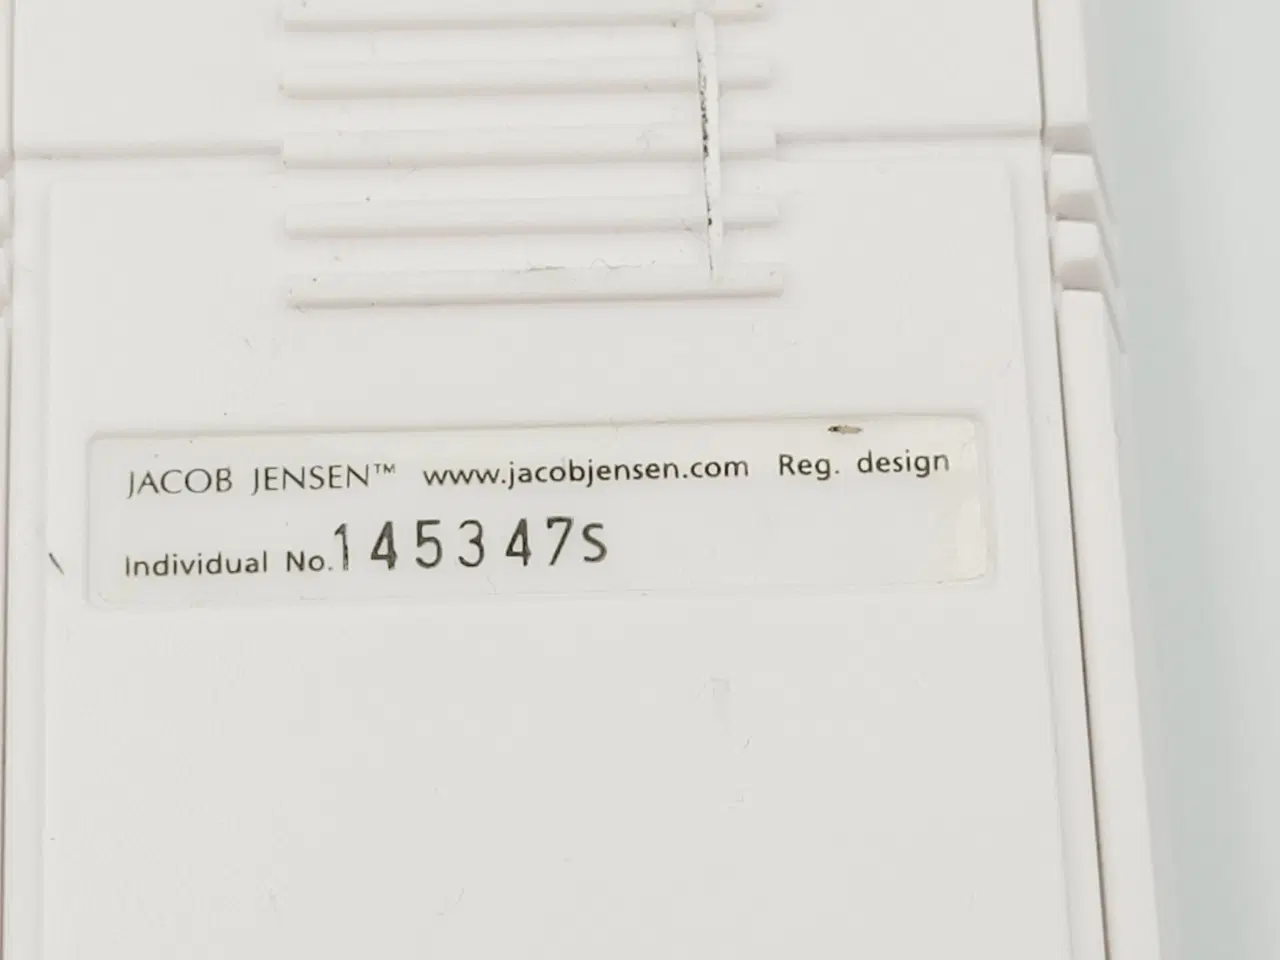 JACOB JENSEN™ www.jacobjensen.com Reg. design
Individual No. 145347S